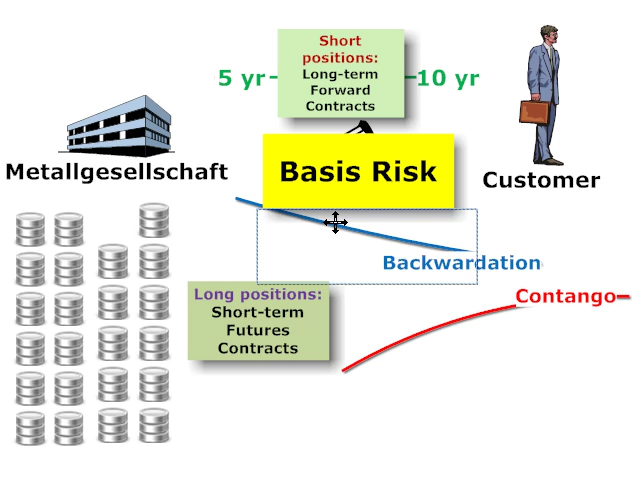 Short
positions:
Long-term
Forward
Contracts
5 yr
10 yr
Metallgesellschaft
Basis Risk
Customer
Backwardation
Contango
Long positions:
Short-term
Futures
Contracts